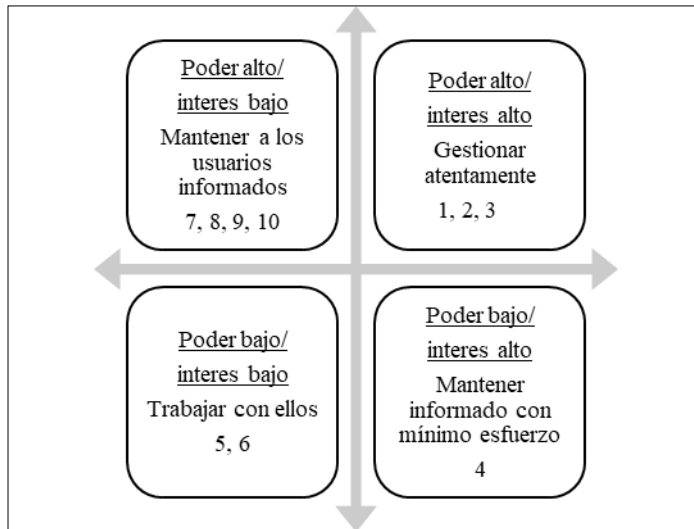 Poder alto/
interes bajo
Mantener a los
usuarios
informados
7, 8, 9, 10
Poder alto/
interes alto
Gestionar
atentamente
1, 2, 3
Poder bajo/
interes bajo
Trabajar con ellos
5, 6
Poder bajo/
interes alto
Mantener
informado con
mínimo esfuerzo
4